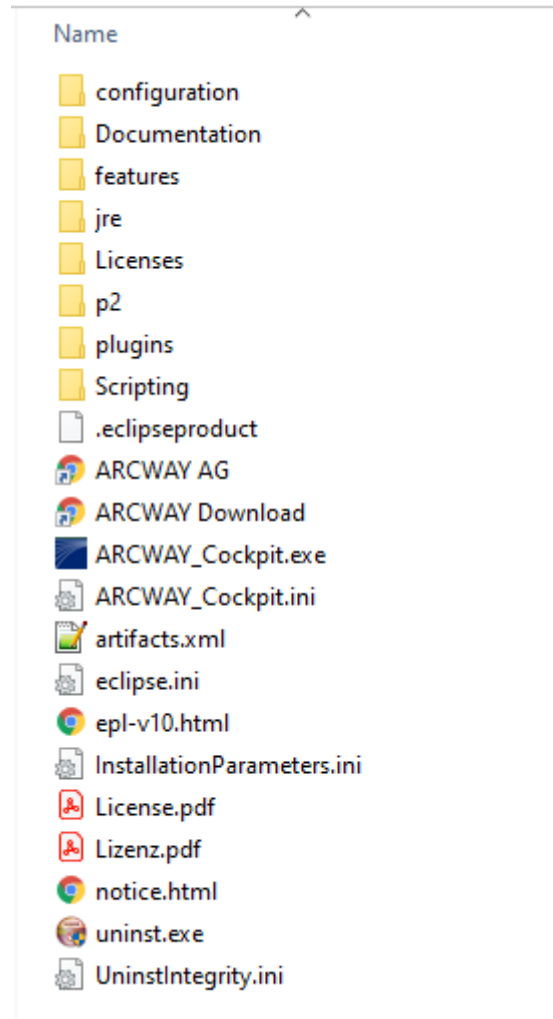 Name
configuration
Documentation
features
jre
Licenses
p2
plugins
Scripting
.eclipseproduct
ARCWAY AG
ARCWAY Download
ARCWAY_Cockpit.exe
ARCWAY_Cockpit.ini
artifacts.xml
eclipse.ini
epl-v10.html
InstallationParameters.ini
License.pdf
Lizenz.pdf
notice.html
uninst.exe
UninstIntegrity.ini